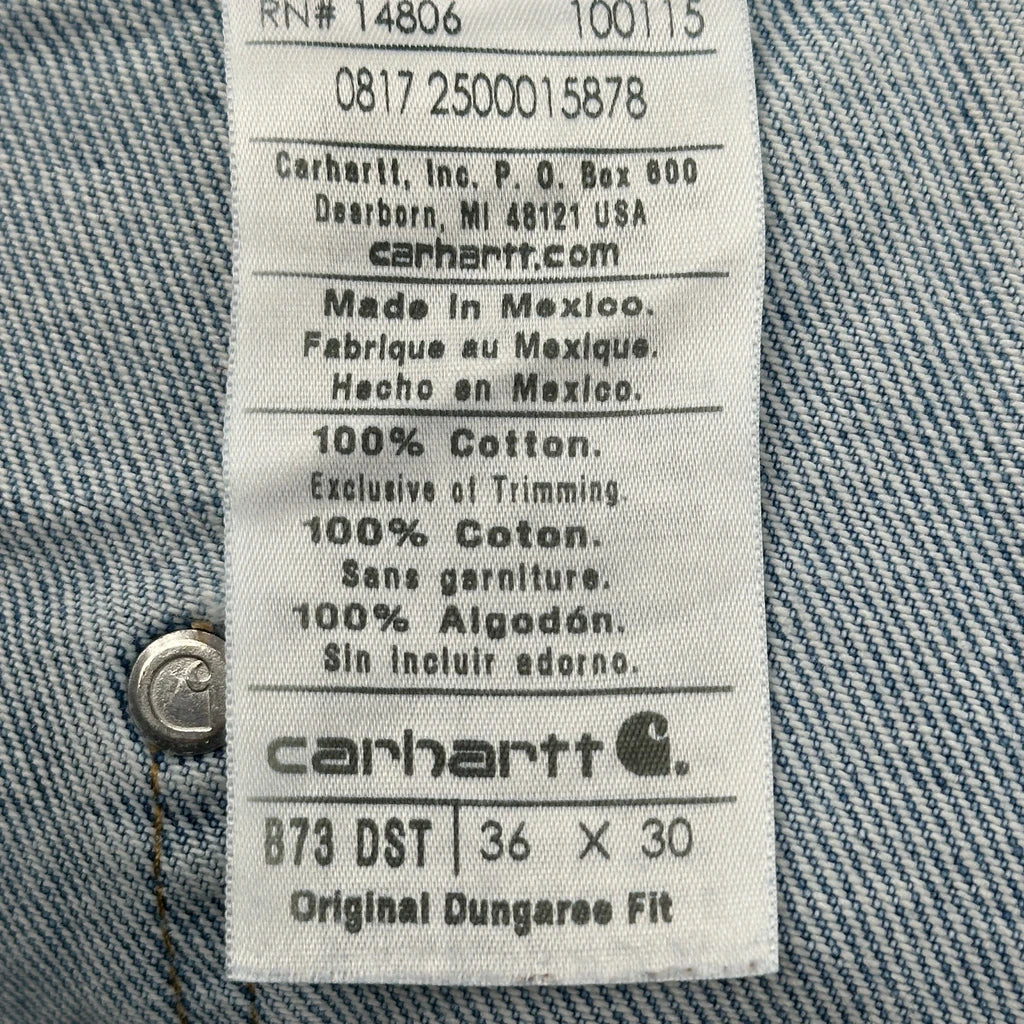 RN# 14806 100115
0817 2500015878
Carhartt, Inc. P. O. Box 600
Dearborn, MI 48121 USA
carhartt.com
Made in Mexico.
Fabrique au Mexique.
Hecho en Mexico.
100% Cotton.
Exclusive of Trimming.
100% Coton.
Sans garniture.
100% Algodón.
Sin incluir adorno.
carhartt
B73 DST 36 X 30
Original Dungaree Fit